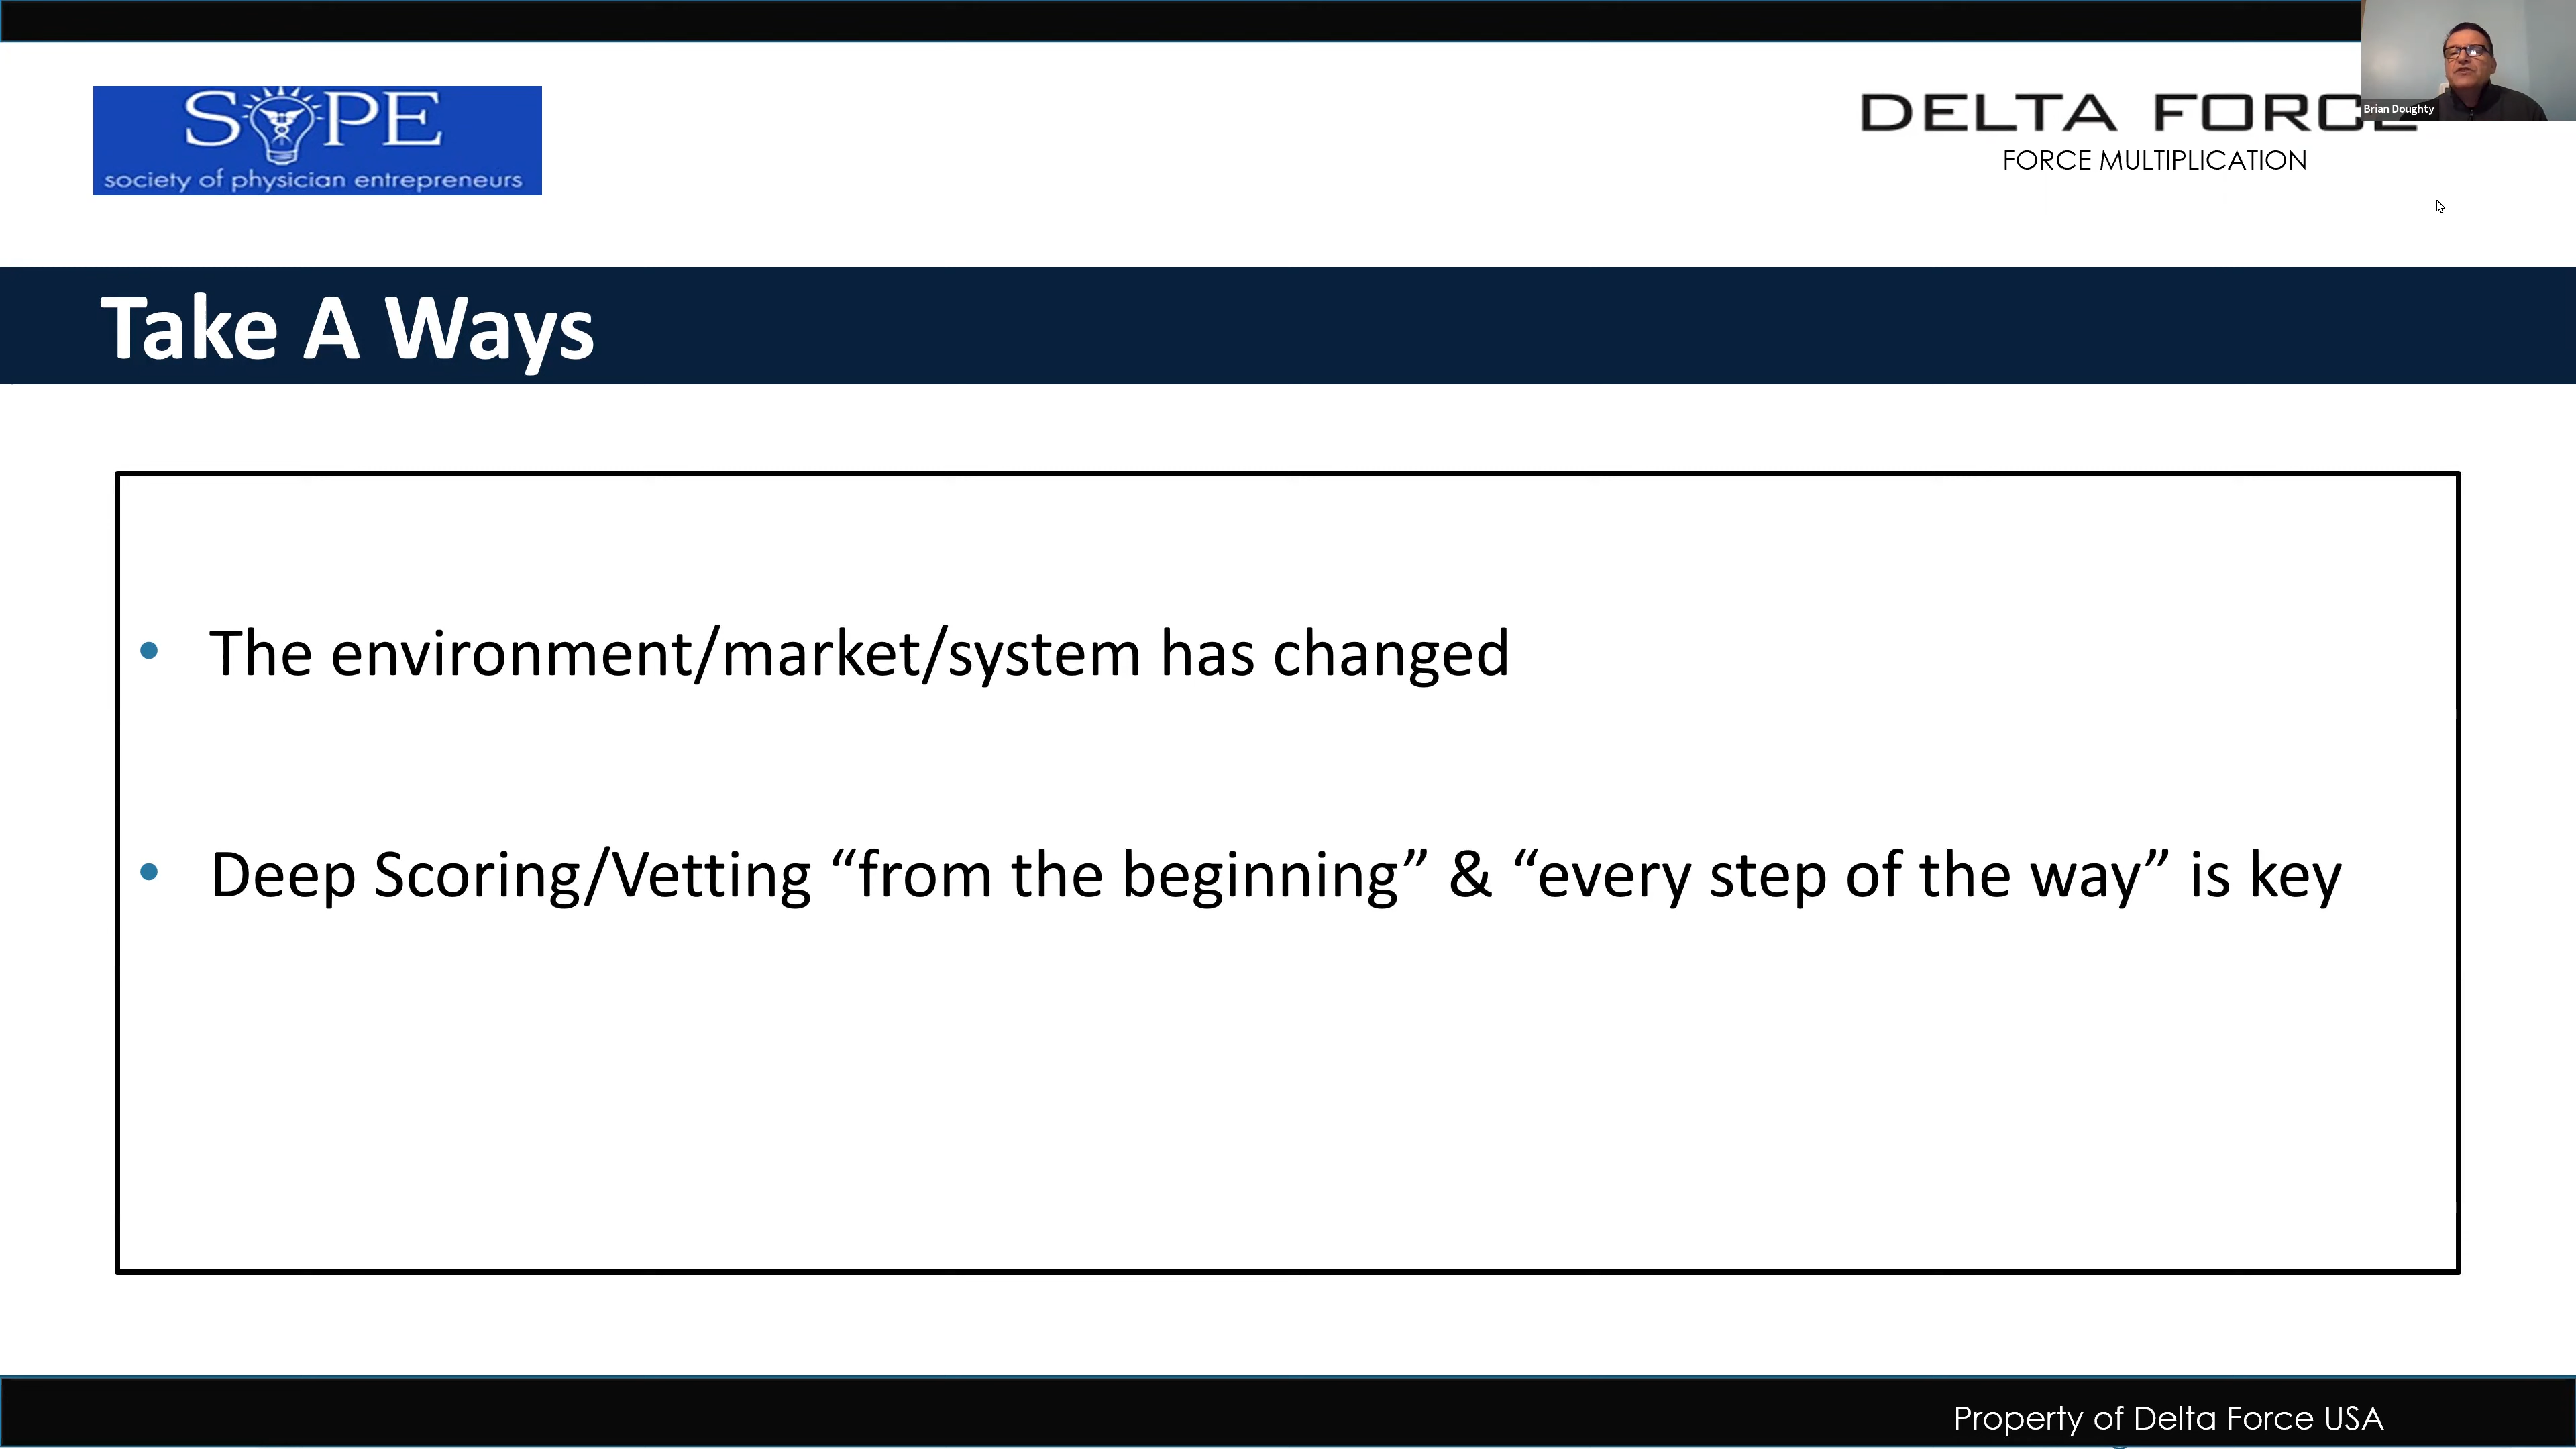 SOPE
society of physician entrepreneurs
DELTA FORCE
FORCE MULTIPLICATION
Brian Doughty
Take A Ways
• The environment/market/system has changed
• Deep Scoring/Vetting “from the beginning” & “every step of the way” is key
Property of Delta Force USA